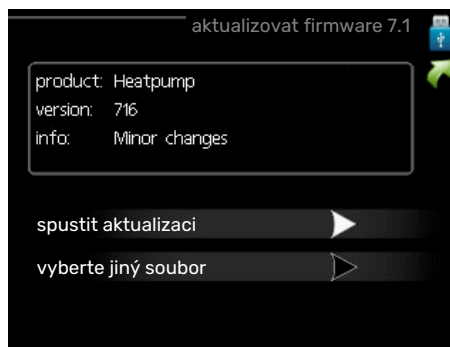 aktualizovat firmware 7.1
product: Heatpump
version: 716
info: Minor changes
spustit aktualizaci
vyberte jiný soubor